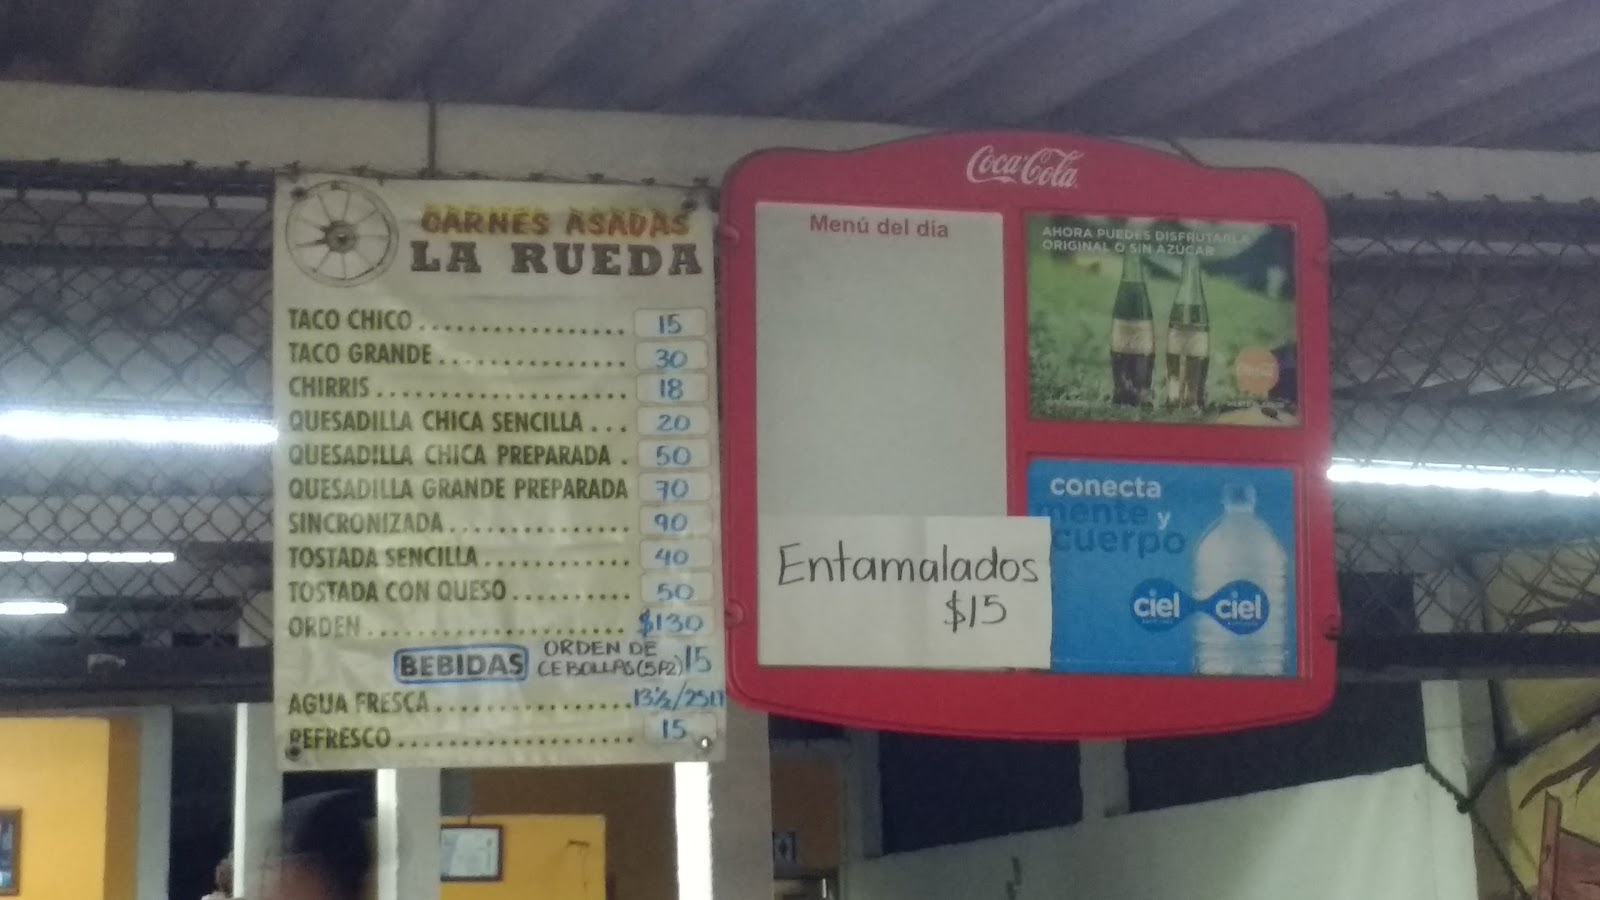 CARNES ASADAS
LA RUEDA
TACO CHICO ................. 15
TACO GRANDE ............... 30
CHIRRIS .................... 18
QUESADILLA CHICA SENCILLA ... 20
QUESADILLA CHICA PREPARADA . 50
QUESADILLA GRANDE PREPARADA 70
SINCRONIZADA .............. 90
TOSTADA SENCILLA ............ 40
TOSTADA CON QUESO .......... 50
ORDEN ..................... $130
BEBIDAS
ORDEN DE
CEBOLLAS(5PZ) 15
AGUA FRESCA ............... 13½/25LT
REFRESCO ................... 15
Coca-Cola
Menú del día
Entamalados
$15
AHORA PUEDES DISFRUTARLA
ORIGINAL O SIN AZÚCAR
conecta
mente y
cuerpo
ciel ciel